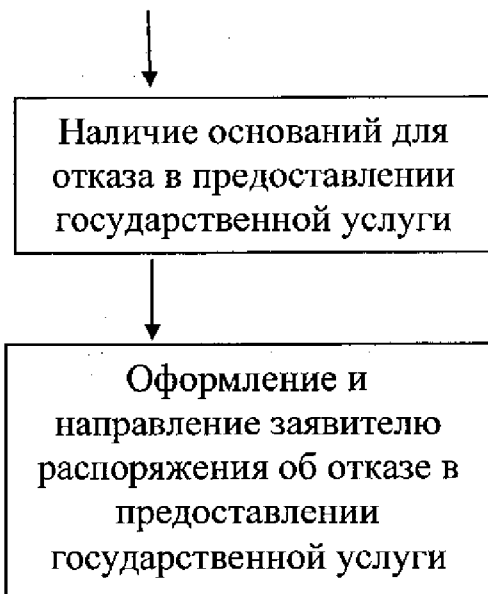 Наличие оснований для
отказа в предоставлении
государственной услуги
Оформление и
направление заявителю
распоряжения об отказе в
предоставлении
государственной услуги